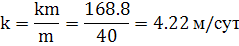 k = km/m = 168.8/40 = 4.22 м/сут